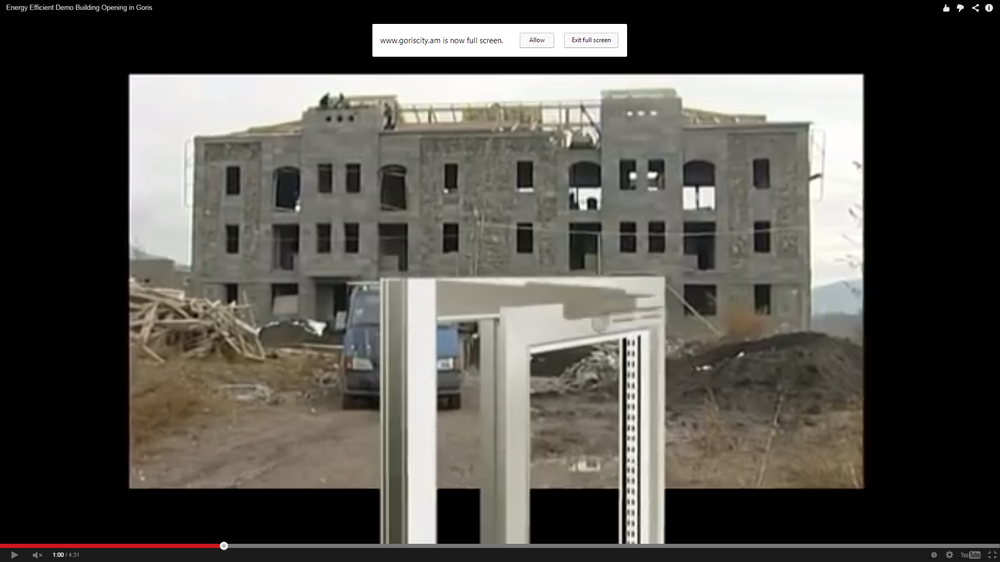 Energy Efficient Demo Building Opening in Goris
www.goriscity.am is now full screen.
Allow
Exit full screen
1:00 / 4:31
YouTube